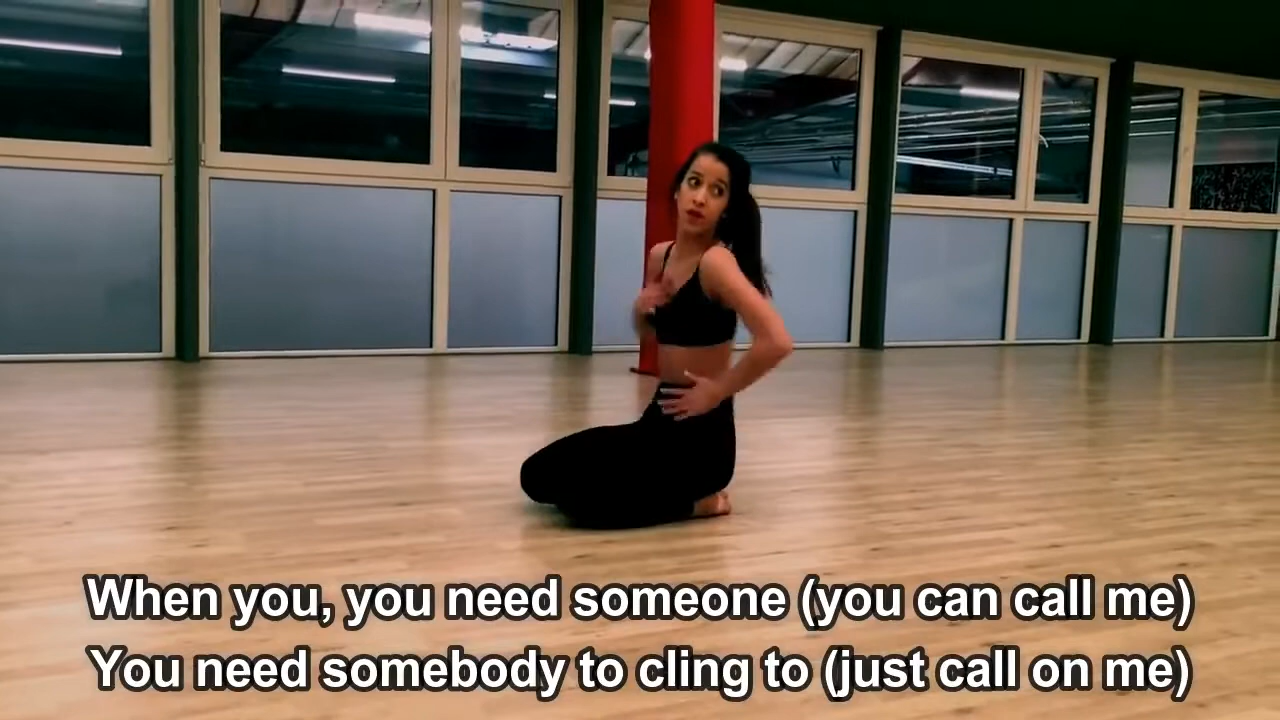 When you, you need someone (you can call me)
You need somebody to cling to (just call on me)